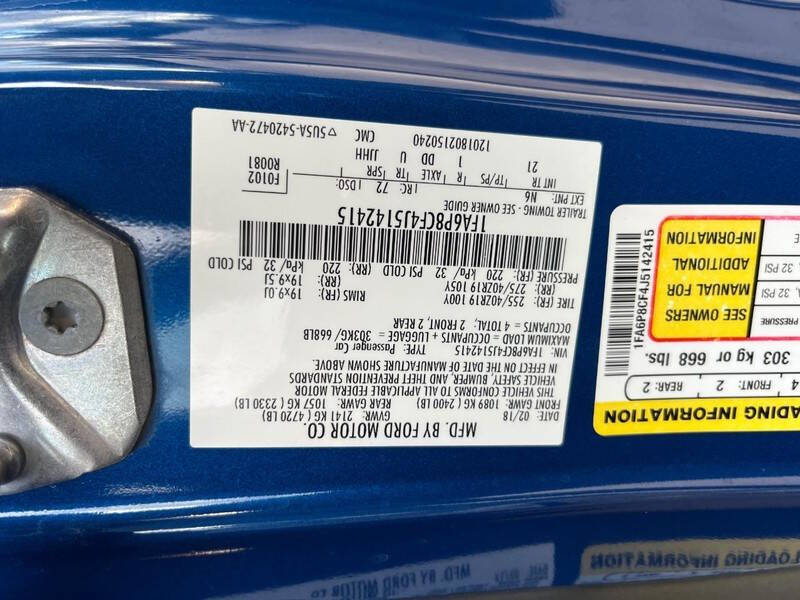 MFD. BY FORD MOTOR CO.
DATE: 02/18 GVWR: 2141 KG ( 4720 LB)
FRONT GAWR: 1089 KG ( 2400 LB) REAR GAWR: 1057 KG ( 2330 LB)
THIS VEHICLE CONFORMS TO ALL APPLICABLE FEDERAL MOTOR
VEHICLE SAFETY, BUMPER, AND THEFT PREVENTION STANDARDS
IN EFFECT ON THE DATE OF MANUFACTURE SHOWN ABOVE.
VIN: 1FA6P8CF4J5142415 TYPE: Passenger Car
MAXIMUM LOAD = OCCUPANTS + LUGGAGE = 303KG/ 668LB
OCCUPANTS = 4 TOTAL, 2 FRONT, 2 REAR
TIRE 255/40ZR19 100Y RIMS 19x9.0J
(RR): 275/40ZR19 105Y (RR): 19x9.5J
PRESSURE (FR): 220 kPa/ 32 PSI COLD (RR): 220 kPa/ 32 PSI COLD
1FA6P8CF4J5142415
TRAILER TOWING - SEE OWNER GUIDE
EXT PNT: N6 RC: 72 DSO: F0102
INT TR TP/PS R AXLE TR SPR R0081
21 1 DD U JJHH
1201802150240 CMC ▽5U5A-5420472-AA
ADING INFORMATION
4 FRONT: 2 REAR: 2
303 kg or 668 lbs.
PRESSURE
, 32 PSI
A, 32 PSI
E
SEE OWNERS
MANUAL FOR
ADDITIONAL
INFORMATION
1FA6P8CF4J5142415